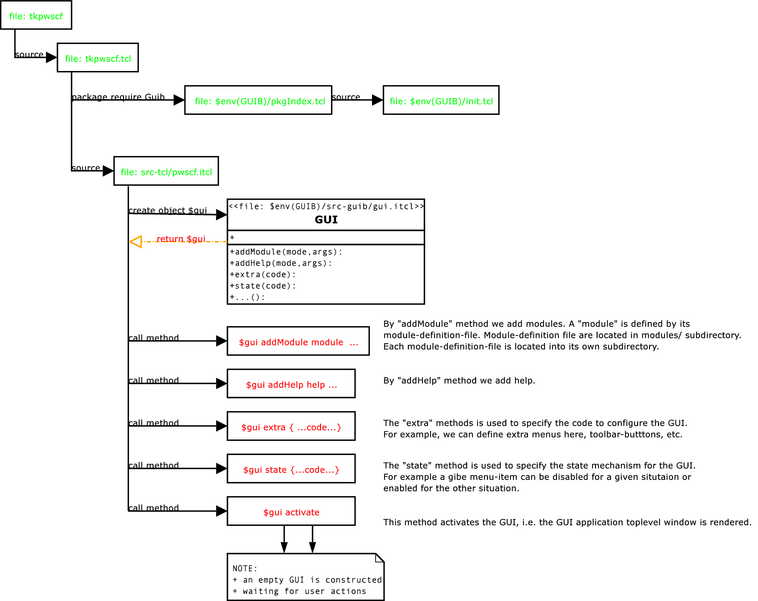 file: tkpwscf
source
file: tkpwscf.tcl
package require Guib
file: $env(GUIB)/pkgIndex.tcl
source
file: $env(GUIB)/init.tcl
source
file: src-tcl/pwscf.itcl
create object $gui
<<file: $env(GUIB)/src-guib/gui.itcl>>
GUI
+
return $gui
+addModule(mode,args):
+addHelp(mode,args):
+extra(code):
+state(code):
+...():
call method
$gui addModule module ...
By "addModule" method we add modules. A "module" is defined by its
module-definition-file. Module-definition file are located in modules/ subdirectory.
Each module-definition-file is located into its own subdirectory.
call method
$gui addHelp help ...
By "addHelp" method we add help.
call method
$gui extra { ...code...}
The "extra" methods is used to specify the code to configure the GUI.
For example, we can define extra menus here, toolbar-butttons, etc.
call method
$gui state {...code...}
The "state" method is used to specify the state mechanism for the GUI.
For example a gibe menu-item can be disabled for a given situtaion or
enabled for the other situation.
call method
$gui activate
This method activates the GUI, i.e. the GUI application toplevel window is rendered.
NOTE:
+ an empty GUI is constructed
+ waiting for user actions